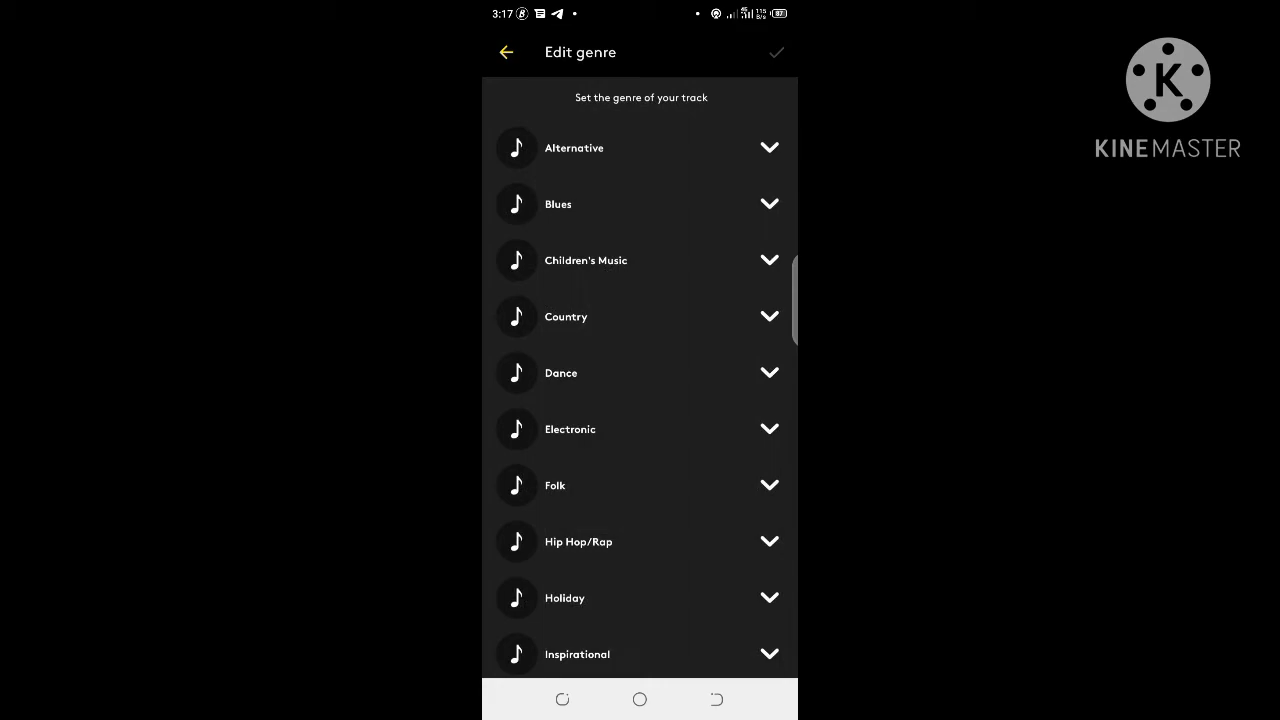 3:17
87
Edit genre
Set the genre of your track
Alternative
Blues
Children's Music
Country
Dance
Electronic
Folk
Hip Hop/Rap
Holiday
Inspirational
K
KINEMASTER